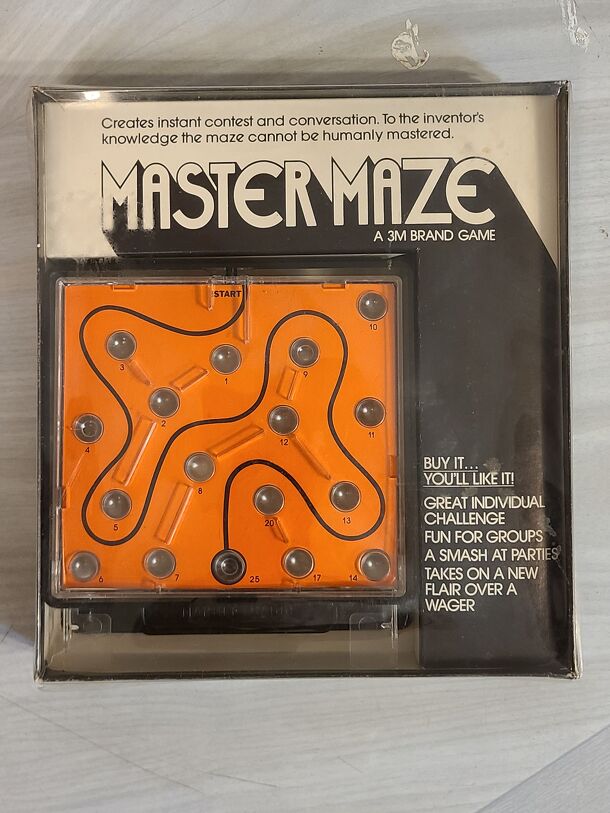 Creates instant contest and conversation. To the inventor's
knowledge the maze cannot be humanly mastered.
MASTER MAZE
A 3M BRAND GAME
START
10
3
1
9
2
11
4
12
8
5
20
13
6
7
25
17
14
BUY IT...
YOU'LL LIKE IT!
GREAT INDIVIDUAL
CHALLENGE
FUN FOR GROUPS
A SMASH AT PARTIES
TAKES ON A NEW
FLAIR OVER A
WAGER